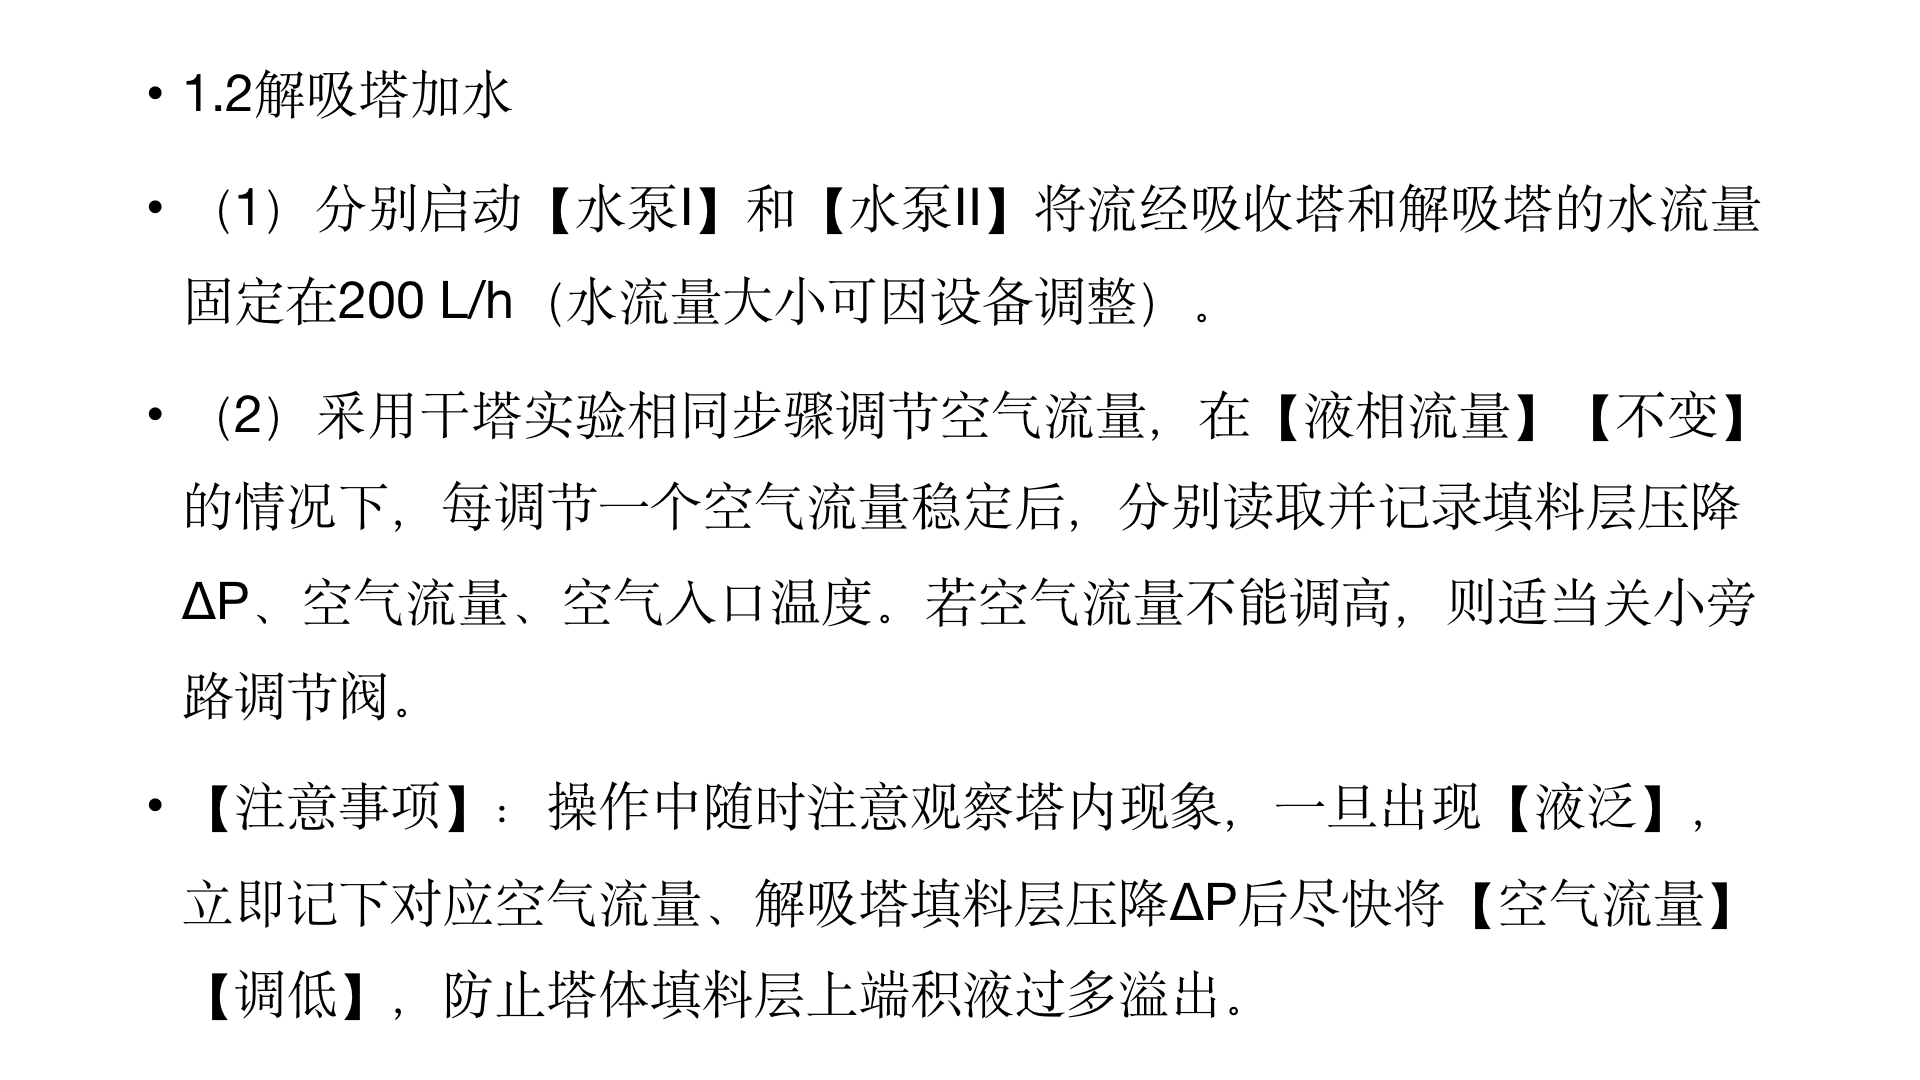 • 1.2解吸塔加水
• （1）分别启动【水泵I】和【水泵II】将流经吸收塔和解吸塔的水流量
固定在200 L/h（水流量大小可因设备调整）。
• （2）采用干塔实验相同步骤调节空气流量，在【液相流量】【不变】
的情况下，每调节一个空气流量稳定后，分别读取并记录填料层压降
ΔP、空气流量、空气入口温度。若空气流量不能调高，则适当关小旁
路调节阀。
• 【注意事项】：操作中随时注意观察塔内现象，一旦出现【液泛】，
立即记下对应空气流量、解吸塔填料层压降ΔP后尽快将【空气流量】
【调低】，防止塔体填料层上端积液过多溢出。